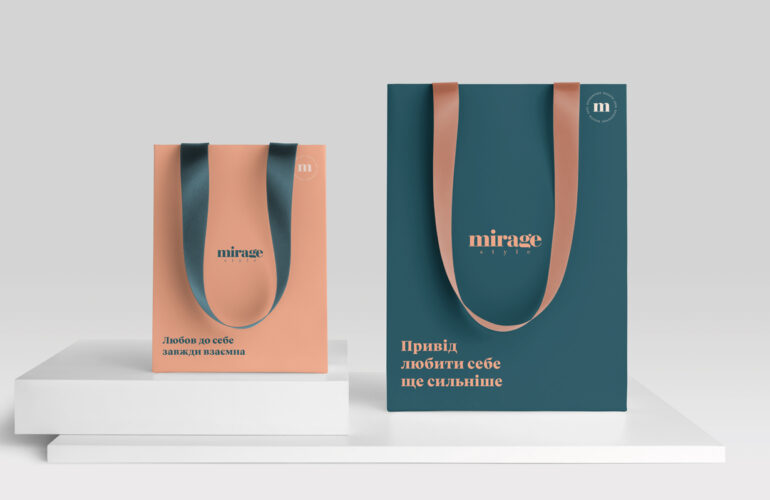 m
mirage
style
Любов до себе
завжди взаємна
m
mirage
style
Привід
любити себе
ще сильніше